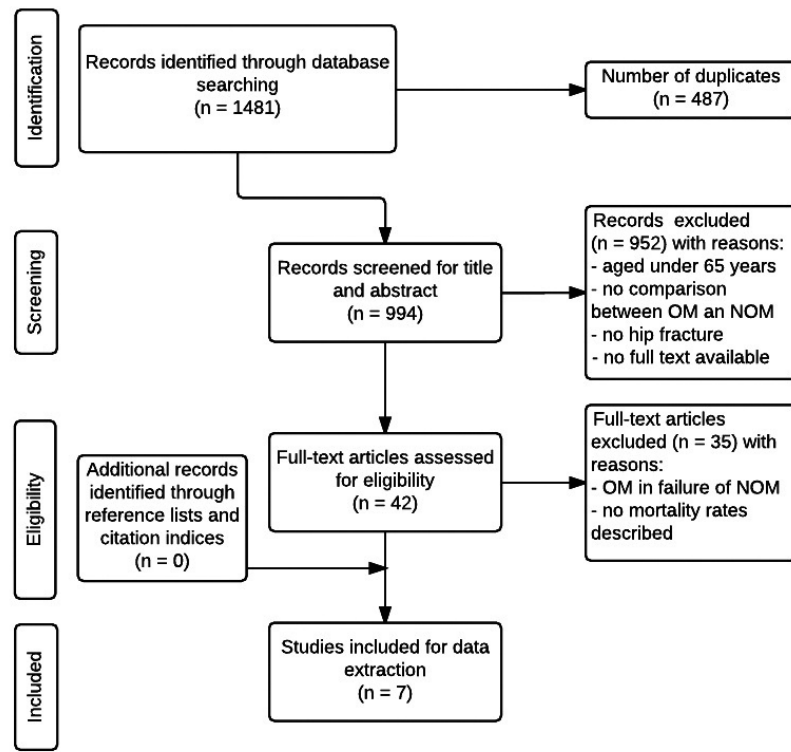 Identification
Records identified through database
searching
(n = 1481)
Number of duplicates
(n = 487)
Screening
Records screened for title
and abstract
(n = 994)
Records excluded
(n = 952) with reasons:
- aged under 65 years
- no comparison
between OM an NOM
- no hip fracture
- no full text available
Eligibility
Additional records
identified through
reference lists and
citation indices
(n = 0)
Full-text articles assessed
for eligibility
(n = 42)
Full-text articles
excluded (n = 35) with
reasons:
- OM in failure of NOM
- no mortality rates
described
Included
Studies included for data
extraction
(n = 7)